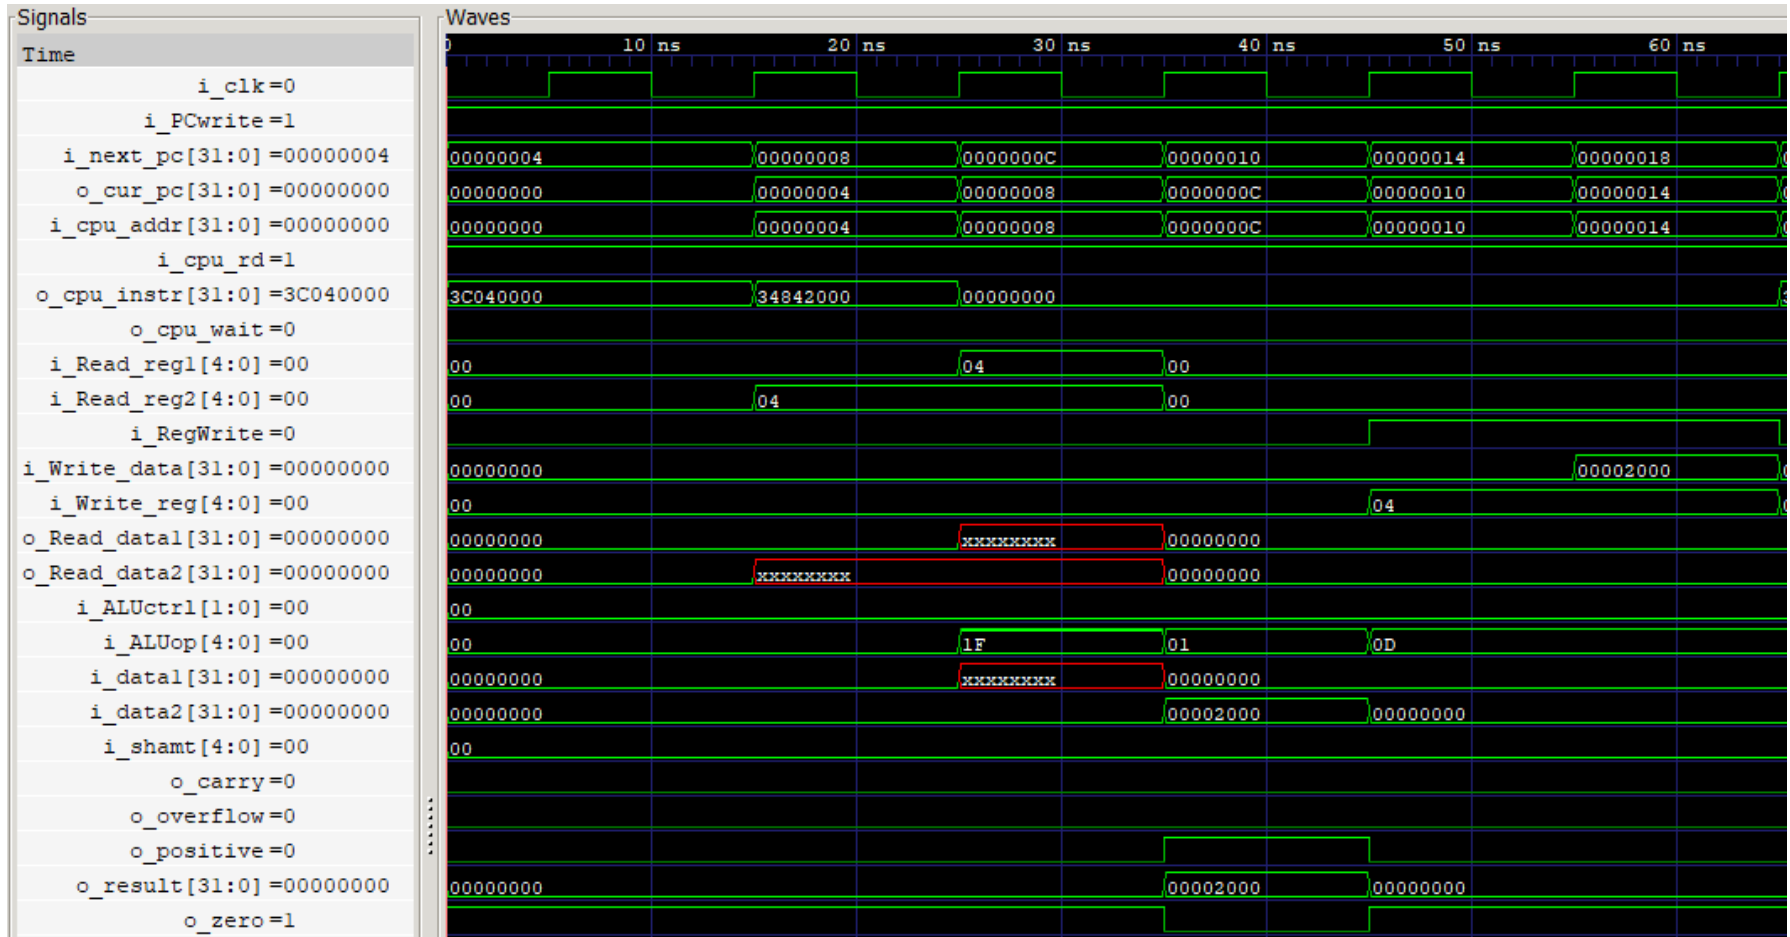 Signals Waves
Time 0 10 ns 20 ns 30 ns 40 ns 50 ns 60 ns
i_clk=0
i_PCwrite=1
i_next_pc[31:0]=00000004 00000004 00000008 0000000C 00000010 00000014 00000018
o_cur_pc[31:0]=00000000 00000000 00000004 00000008 0000000C 00000010 00000014
i_cpu_addr[31:0]=00000000 00000000 00000004 00000008 0000000C 00000010 00000014
i_cpu_rd=1
o_cpu_instr[31:0]=3C040000 3C040000 34842000 00000000
o_cpu_wait=0
i_Read_reg1[4:0]=00 00 04 00
i_Read_reg2[4:0]=00 00 04 00
i_RegWrite=0
i_Write_data[31:0]=00000000 00000000 00002000
i_Write_reg[4:0]=00 00 04
o_Read_data1[31:0]=00000000 00000000 xxxxxxxx 00000000
o_Read_data2[31:0]=00000000 00000000 xxxxxxxx 00000000
i_ALUctrl[1:0]=00 00
i_ALUop[4:0]=00 00 1F 01 0D
i_data1[31:0]=00000000 00000000 xxxxxxxx 00000000
i_data2[31:0]=00000000 00000000 00002000 00000000
i_shamt[4:0]=00 00
o_carry=0
o_overflow=0
o_positive=0
o_result[31:0]=00000000 00000000 00002000 00000000
o_zero=1